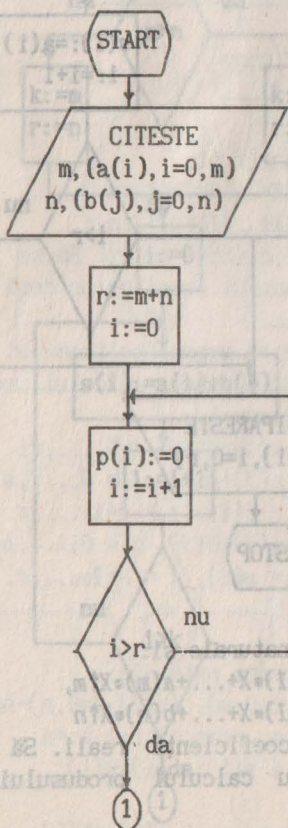 START
CITESTE
m,(a(i),i=0,m)
n,(b(j),j=0,n)
r:=m+n
i:=0
p(i):=0
i:=i+1
i>r
nu
da
1